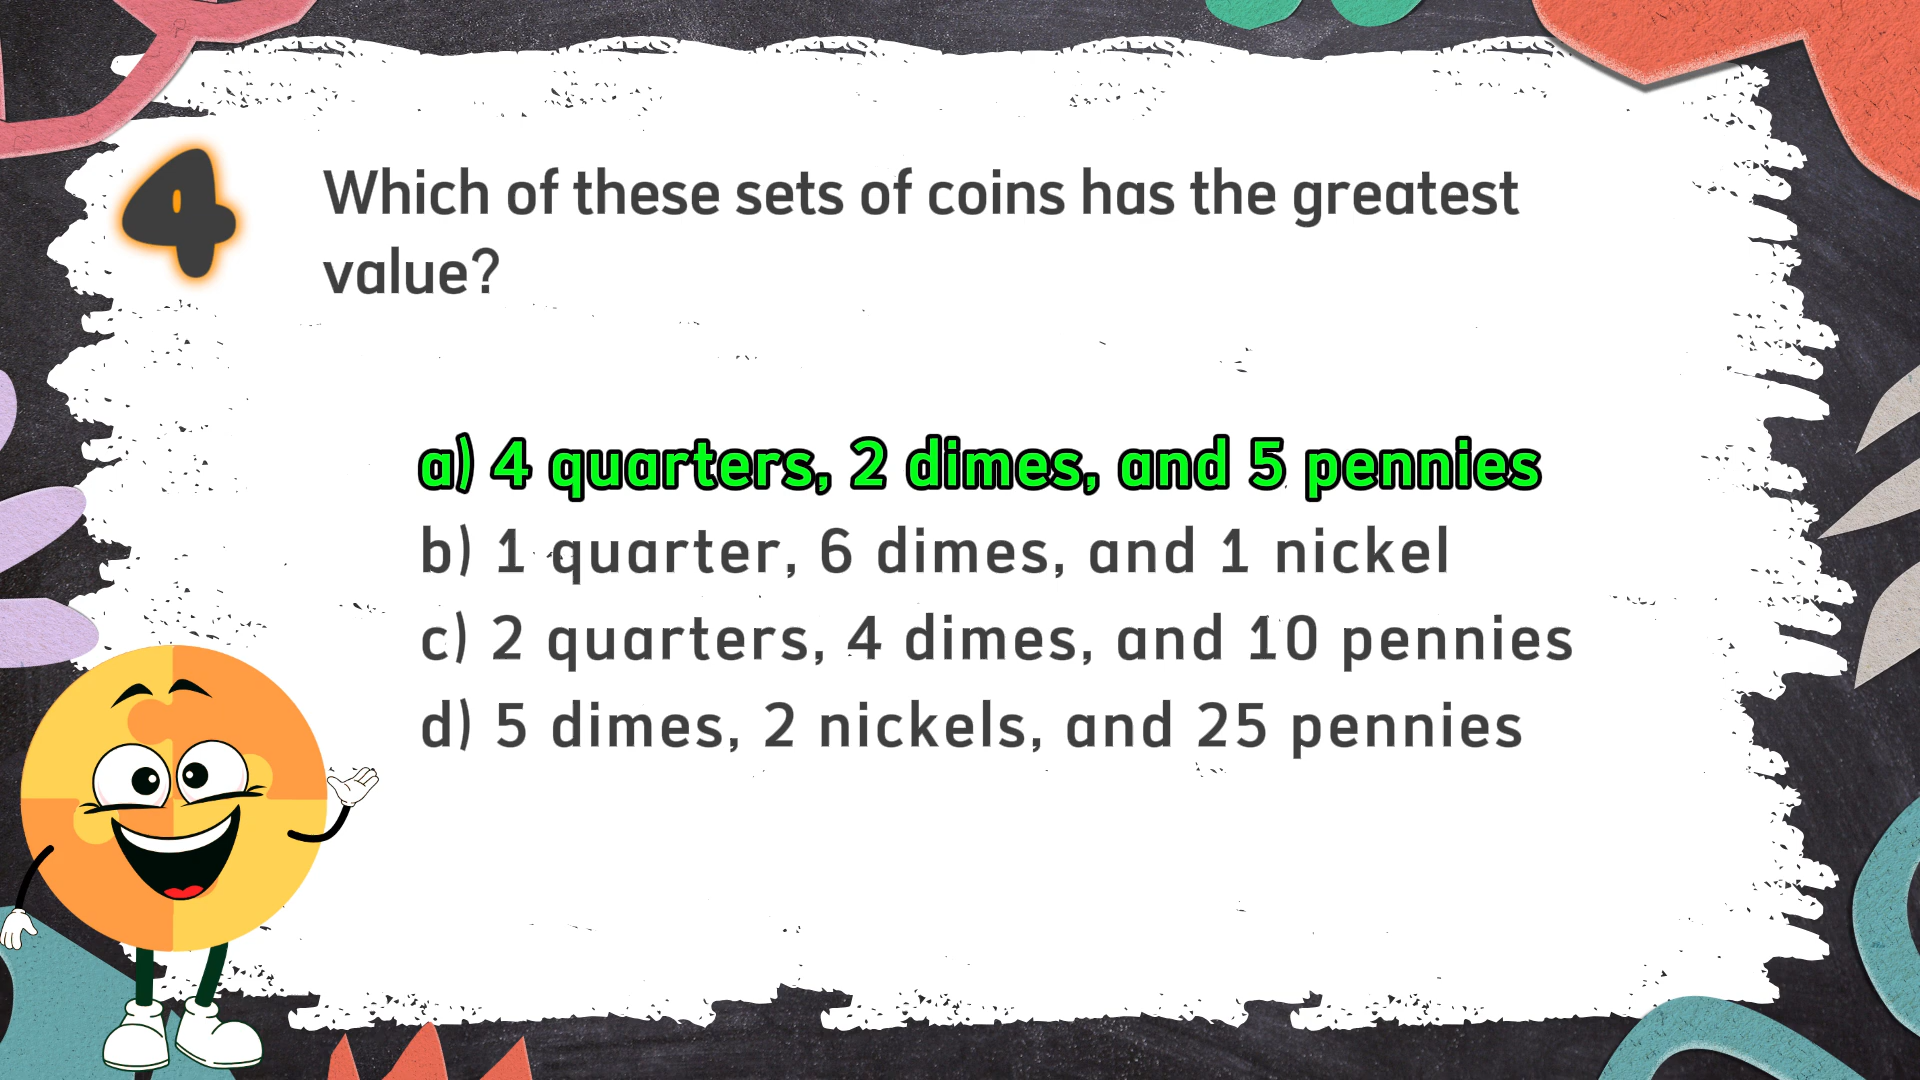 4
Which of these sets of coins has the greatest
value?
a) 4 quarters, 2 dimes, and 5 pennies
b) 1 quarter, 6 dimes, and 1 nickel
c) 2 quarters, 4 dimes, and 10 pennies
d) 5 dimes, 2 nickels, and 25 pennies